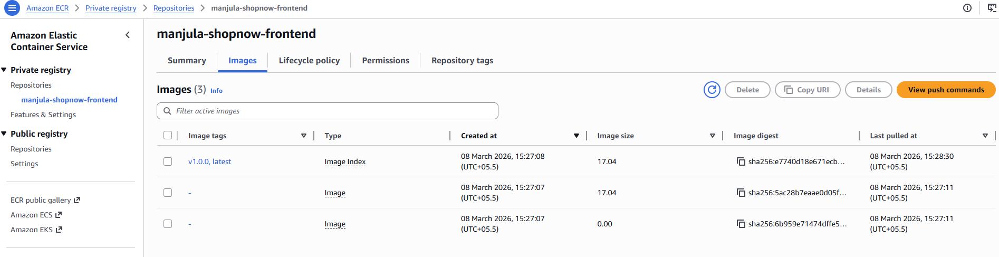 Amazon ECR > Private registry > Repositories > manjula-shopnow-frontend
Amazon Elastic
Container Service
Private registry
Repositories
manjula-shopnow-frontend
Features & Settings
Public registry
Repositories
Settings
ECR public gallery
Amazon ECS
Amazon EKS
manjula-shopnow-frontend
Summary Images Lifecycle policy Permissions Repository tags
Images (3) Info
Delete Copy URI Details View push commands
Filter active images
Image tags Type Created at Image size Image digest Last pulled at
v1.0.0, latest Image Index 08 March 2026, 15:27:08 17.04 sha256:e7740d18e671ecb... 08 March 2026, 15:28:30
(UTC+05.5) (UTC+05.5)
- Image 08 March 2026, 15:27:07 17.04 sha256:5ac28b7eaae0d05f... 08 March 2026, 15:27:11
(UTC+05.5) (UTC+05.5)
- Image 08 March 2026, 15:27:07 0.00 sha256:6b959e71474dffe5... 08 March 2026, 15:27:11
(UTC+05.5) (UTC+05.5)